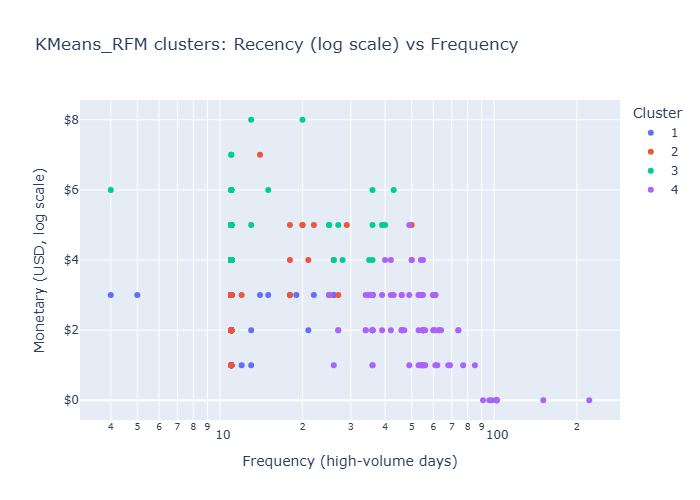 KMeans_RFM clusters: Recency (log scale) vs Frequency
Cluster
1
2
3
4
Monetary (USD, log scale)
$8
$6
$4
$2
$0
4 5 6 7 8 9 10 2 3 4 5 6 7 8 9 100 2
Frequency (high-volume days)